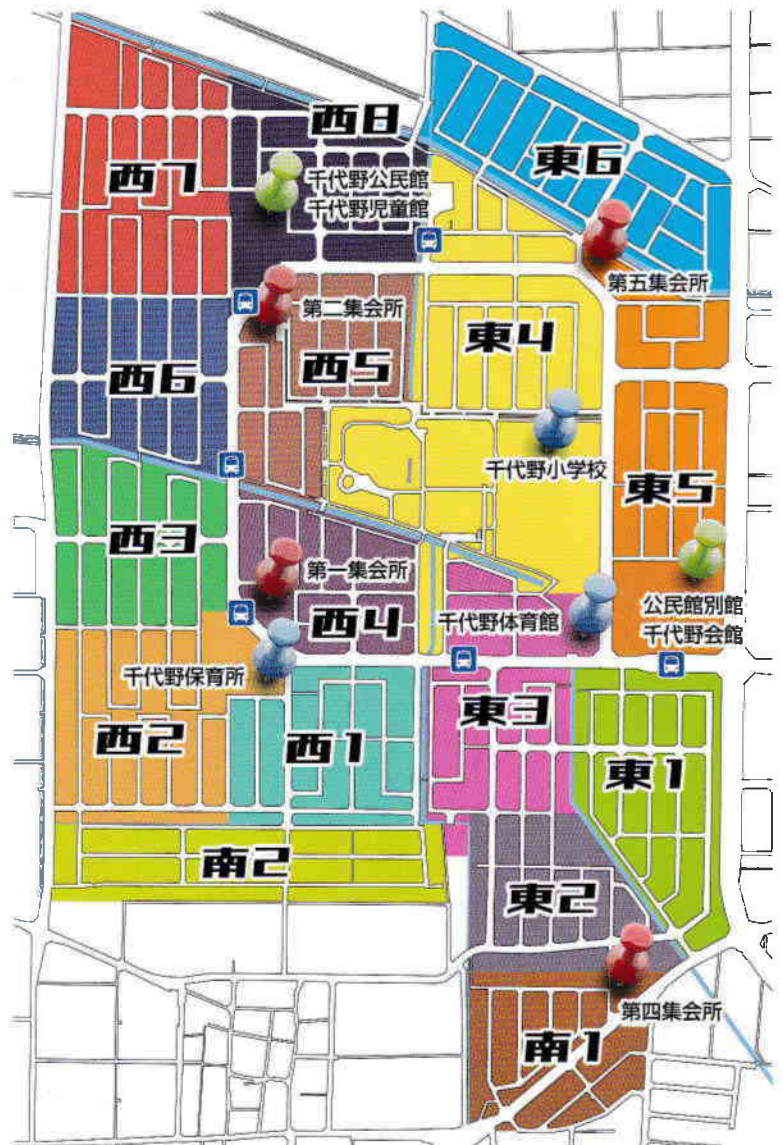 西8
東6
西7
千代野公民館
千代野児童館
第五集会所
第二集会所
東4
西5
西6
千代野小学校
東5
西3
第一集会所
公民館別館
千代野会館
西4
千代野体育館
千代野保育所
東3
西2
西1
東1
南2
東2
第四集会所
南1